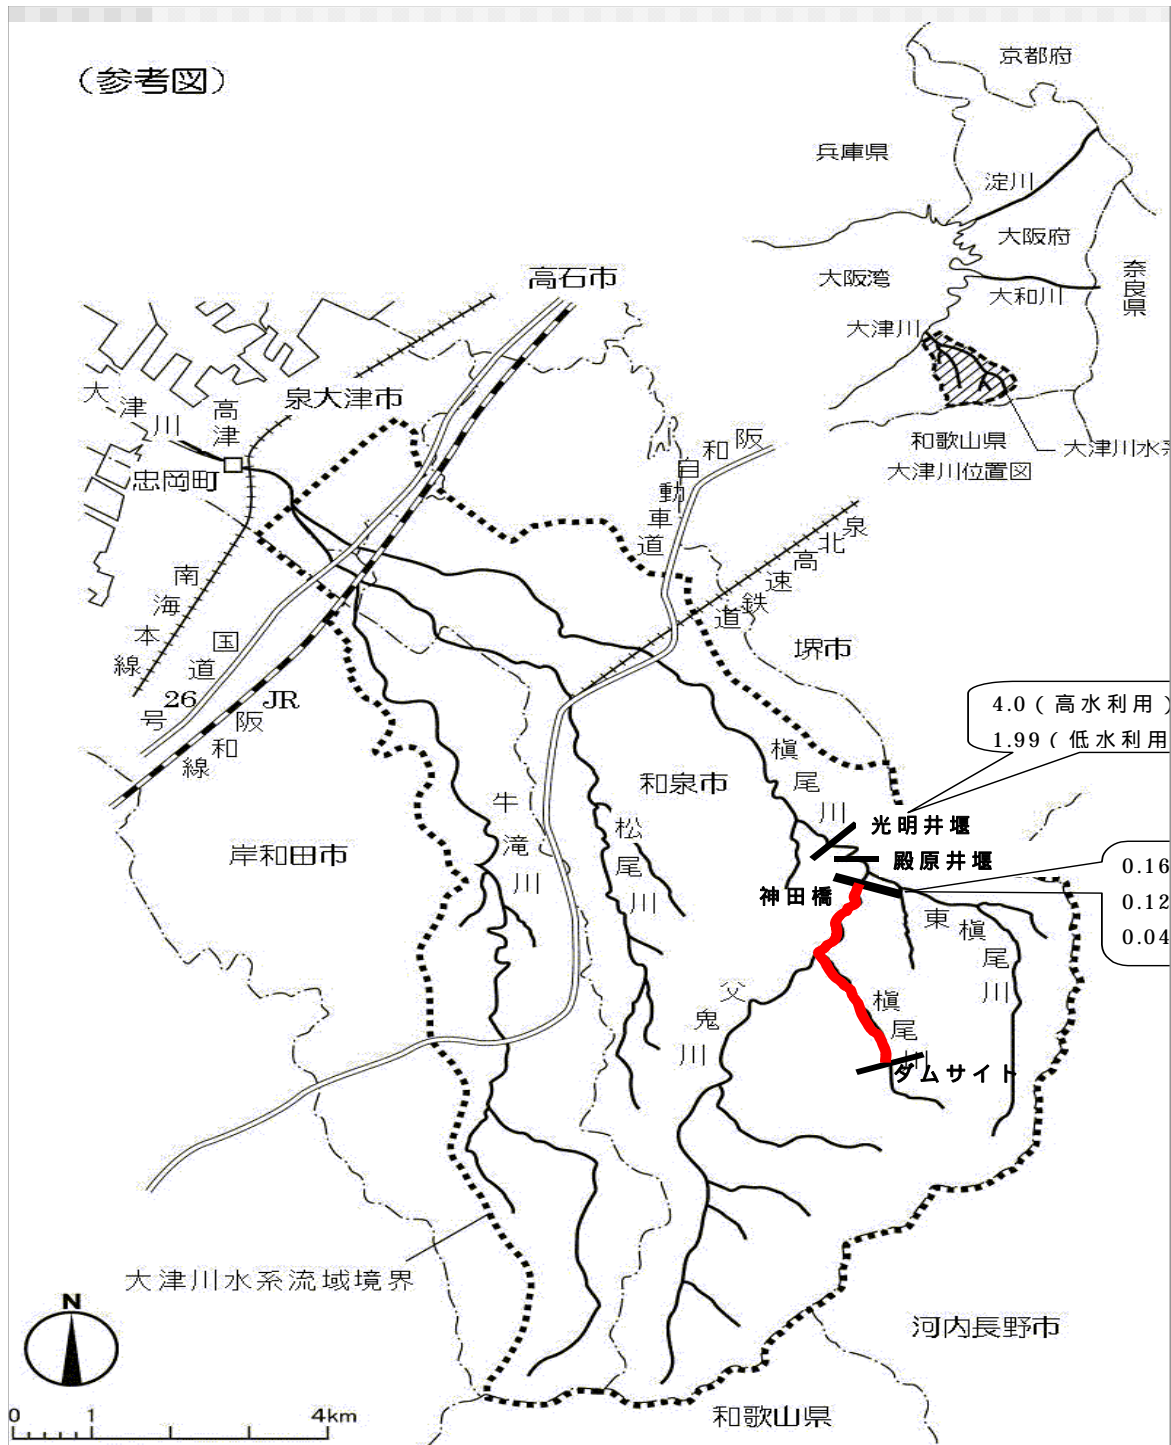 (参考図)
京都府
兵庫県
淀川
大阪府
大阪湾
大和川
奈良県
大津川
和歌山県
大津川位置図
大津川水系
高石市
泉大津市
大津川
高津
忠岡町
阪和自動車道
泉北高速鉄道
南海本線
国道26号
JR阪和線
堺市
4.0(高水利用)
1.99(低水利用
和泉市
槇尾川
光明井堰
殿原井堰
神田橋
0.16
0.12
0.04
岸和田市
牛滝川
松尾川
東槇尾川
父鬼川
槇尾川
ダムサイト
大津川水系流域境界
N
河内長野市
和歌山県
0 1 4km